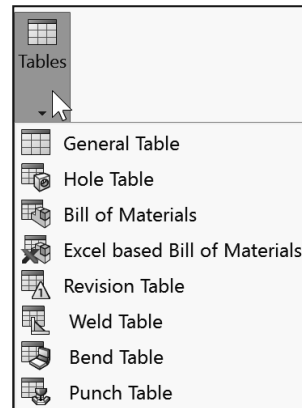 Tables
General Table
Hole Table
Bill of Materials
Excel based Bill of Materials
Revision Table
Weld Table
Bend Table
Punch Table